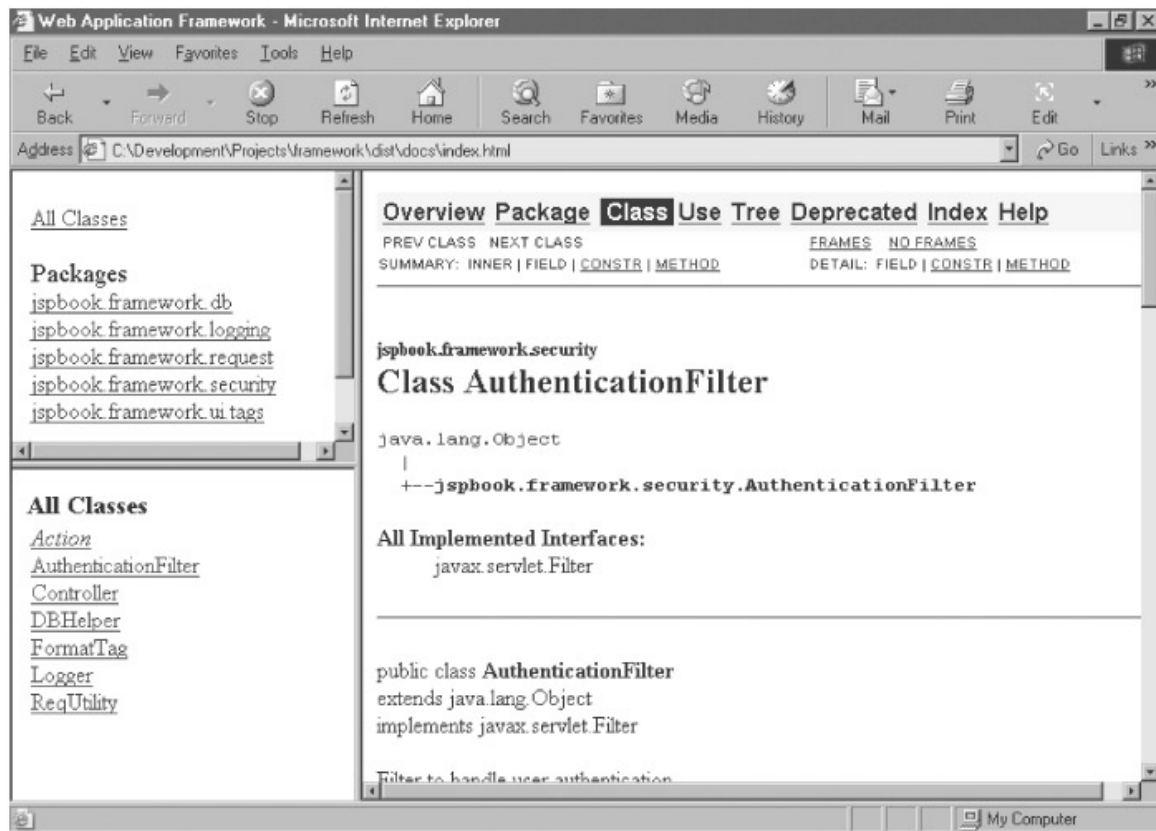 Web Application Framework - Microsoft Internet Explorer
File Edit View Favorites Tools Help
Back Forward Stop Refresh Home Search Favorites Media History Mail Print Edit
Address C:\Development\Projects\framework\dist\docs\index.html Go Links
All Classes
Packages
jspbook.framework.db
jspbook.framework.logging
jspbook.framework.request
jspbook.framework.security
jspbook.framework.ui.tags
All Classes
Action
AuthenticationFilter
Controller
DBHelper
FormatTag
Logger
ReqUtility
Overview Package Class Use Tree Deprecated Index Help
PREV CLASS NEXT CLASS FRAMES NO FRAMES
SUMMARY: INNER | FIELD | CONSTR | METHOD DETAIL: FIELD | CONSTR | METHOD
jspbook.framework.security
Class AuthenticationFilter
java.lang.Object
|
+--jspbook.framework.security.AuthenticationFilter
All Implemented Interfaces:
javax.servlet.Filter
public class AuthenticationFilter
extends java.lang.Object
implements javax.servlet.Filter
Filter to handle user authentication
My Computer